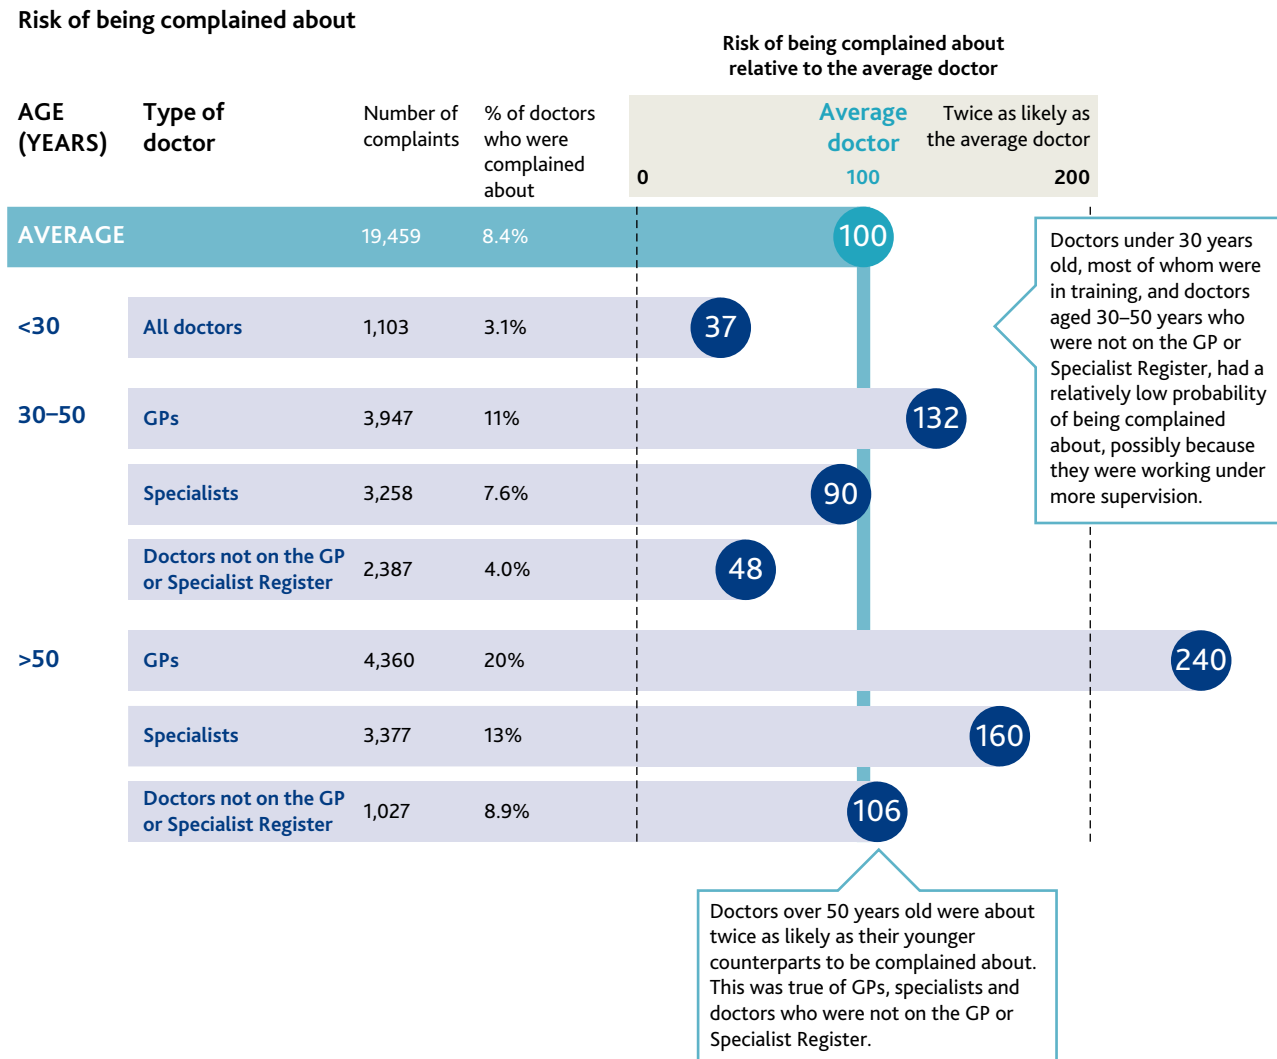 Risk of being complained about
Risk of being complained about
relative to the average doctor
AGE
(YEARS)
Type of
doctor
Number of
complaints
% of doctors
who were
complained
about
Average
doctor
Twice as likely as
the average doctor
0
100
200
AVERAGE 19,459 8.4% 100
<30 All doctors 1,103 3.1% 37
30–50 GPs 3,947 11% 132
Specialists 3,258 7.6% 90
Doctors not on the GP
or Specialist Register 2,387 4.0% 48
>50 GPs 4,360 20% 240
Specialists 3,377 13% 160
Doctors not on the GP
or Specialist Register 1,027 8.9% 106
Doctors under 30 years
old, most of whom were
in training, and doctors
aged 30–50 years who
were not on the GP or
Specialist Register, had a
relatively low probability
of being complained
about, possibly because
they were working under
more supervision.
Doctors over 50 years old were about
twice as likely as their younger
counterparts to be complained about.
This was true of GPs, specialists and
doctors who were not on the GP or
Specialist Register.